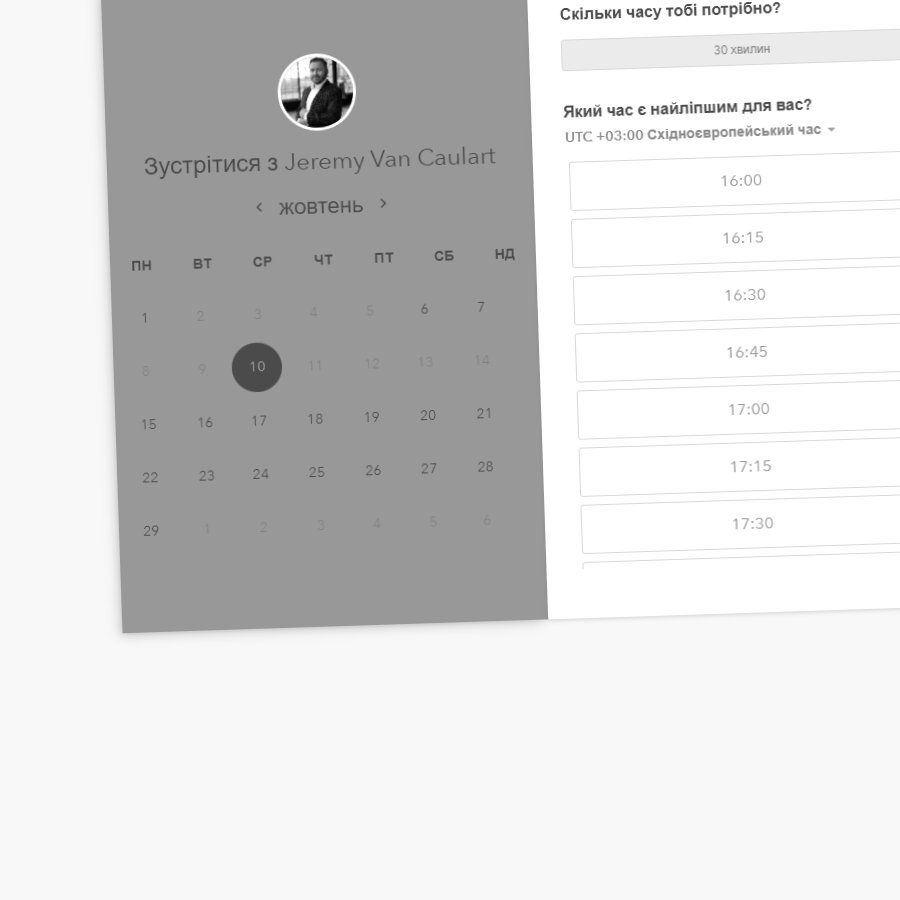 Зустрітися з Jeremy Van Caulart
‹ жовтень ›
ПН ВТ СР ЧТ ПТ СБ НД
1 2 3 4 5 6 7
8 9 10 11 12 13 14
15 16 17 18 19 20 21
22 23 24 25 26 27 28
29 1 2 3 4 5 6
Скільки часу тобі потрібно?
30 хвилин
Який час є найліпшим для вас?
UTC +03:00 Східноєвропейський час
16:00
16:15
16:30
16:45
17:00
17:15
17:30